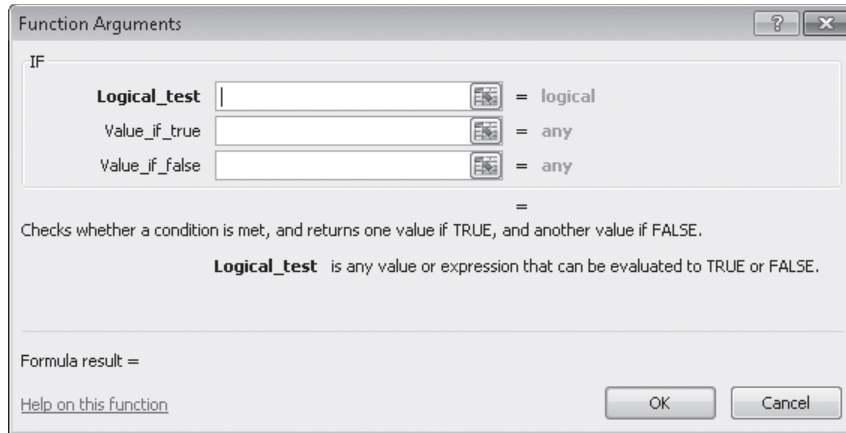 Function Arguments
?
IF
Logical_test = logical
Value_if_true = any
Value_if_false = any
=
Checks whether a condition is met, and returns one value if TRUE, and another value if FALSE.
Logical_test is any value or expression that can be evaluated to TRUE or FALSE.
Formula result =
Help on this function OK Cancel